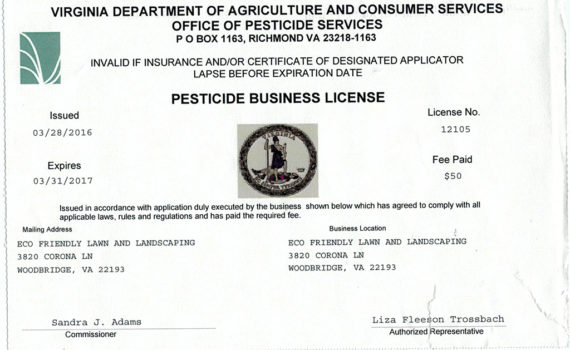 VIRGINIA DEPARTMENT OF AGRICULTURE AND CONSUMER SERVICES
OFFICE OF PESTICIDE SERVICES
P O BOX 1163, RICHMOND VA 23218-1163
INVALID IF INSURANCE AND/OR CERTIFICATE OF DESIGNATED APPLICATOR
LAPSE BEFORE EXPIRATION DATE
PESTICIDE BUSINESS LICENSE
Issued
03/28/2016
License No.
12105
VIRGINIA
Expires
03/31/2017
Fee Paid
$50
Issued in accordance with application duly executed by the business shown below which has agreed to comply with all
applicable laws, rules and regulations and has paid the required fee.
Mailing Address
ECO FRIENDLY LAWN AND LANDSCAPING
3820 CORONA LN
WOODBRIDGE, VA 22193
Business Location
ECO FRIENDLY LAWN AND LANDSCAPING
3820 CORONA LN
WOODBRIDGE, VA 22193
Sandra J. Adams
Commissioner
Liza Fleeson Trossbach
Authorized Representative